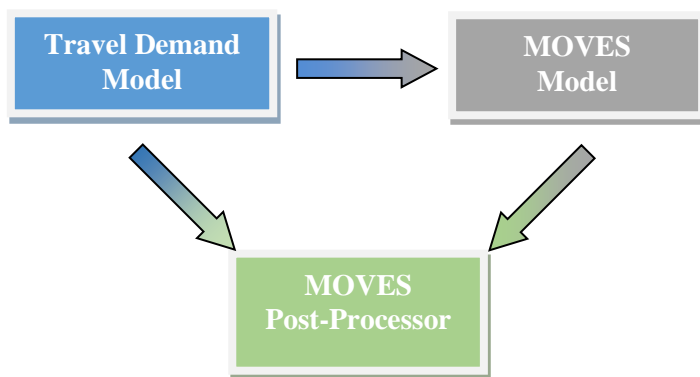 Travel Demand
Model
MOVES
Model
MOVES
Post-Processor